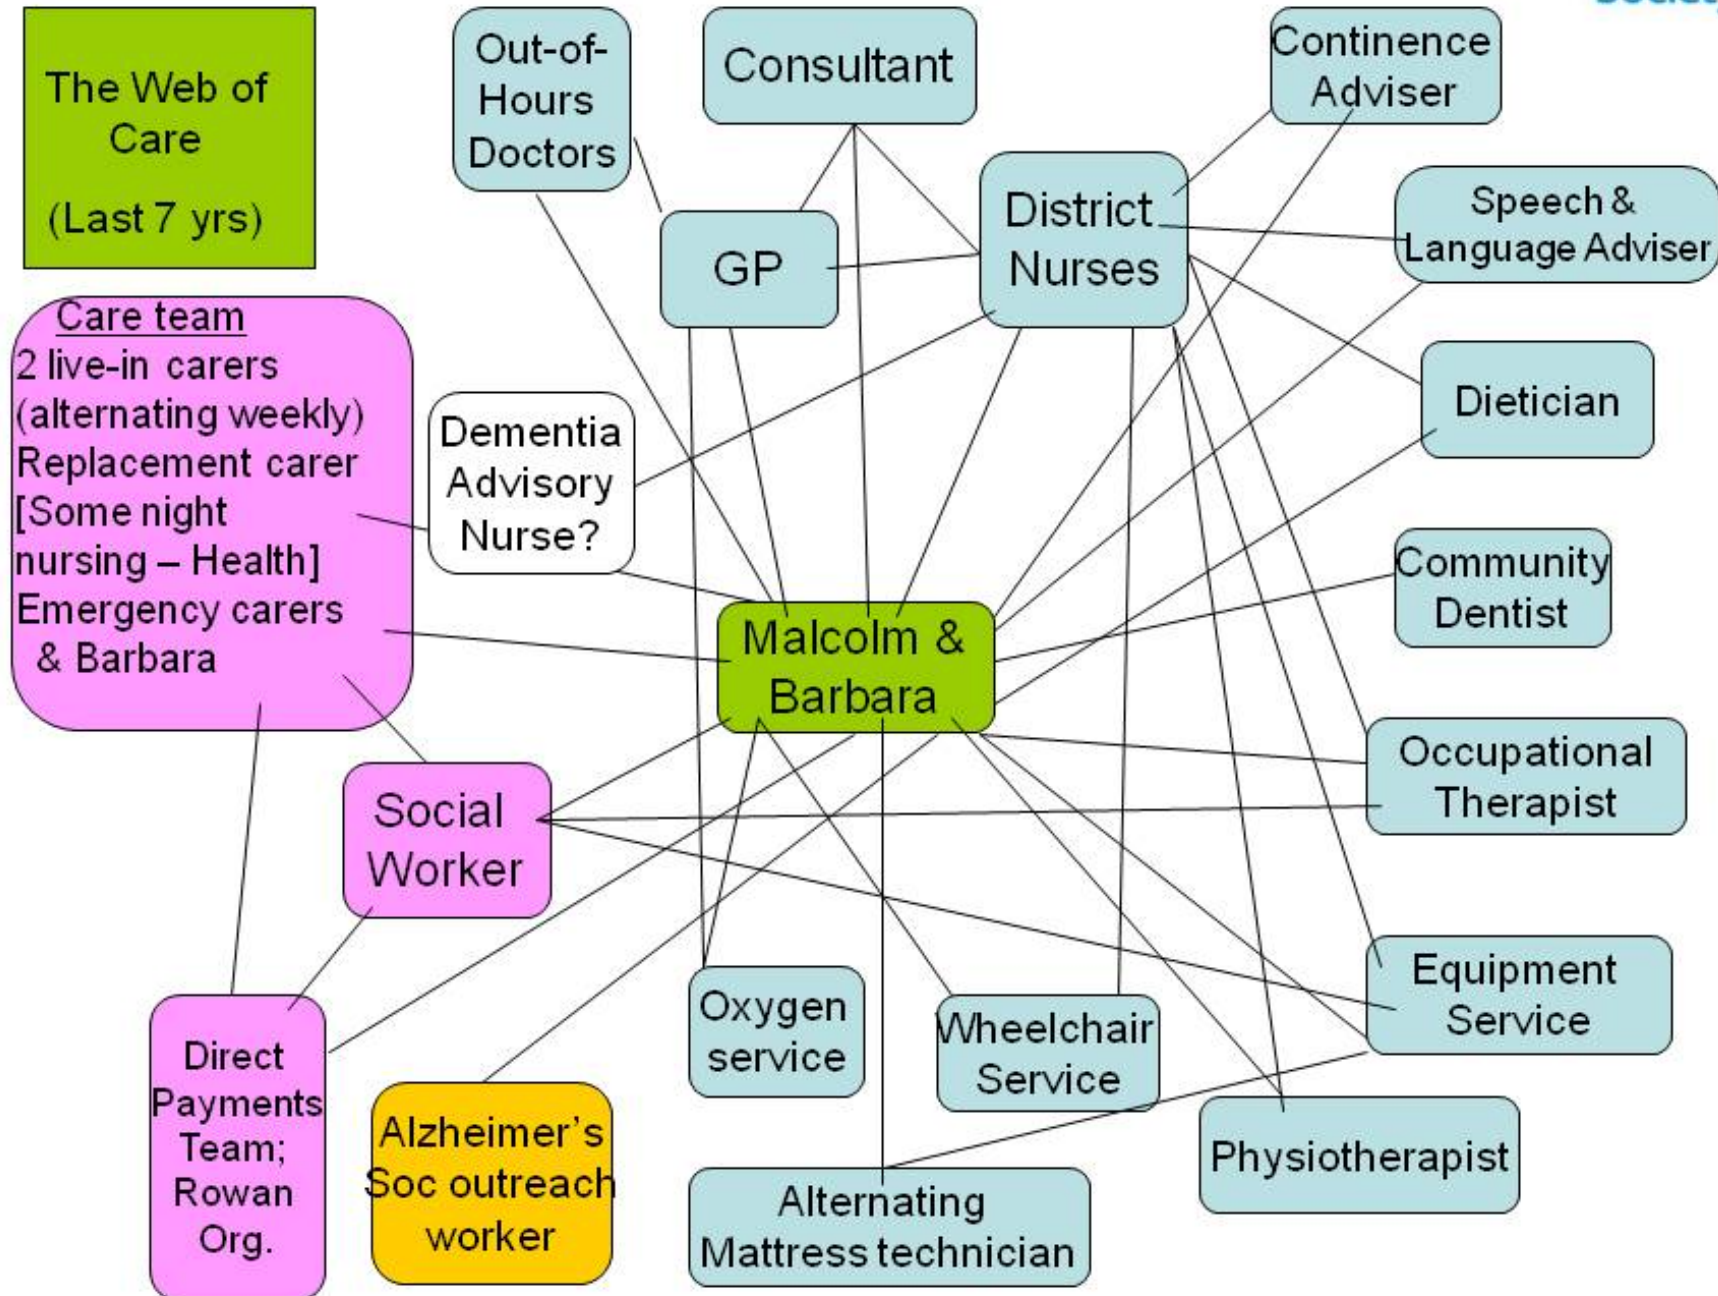 The Web of
Care
(Last 7 yrs)
Out-of-
Hours
Doctors
Consultant
Continence
Adviser
GP
District
Nurses
Speech &
Language Adviser
Care team
2 live-in carers
(alternating weekly)
Replacement carer
[Some night
nursing – Health]
Emergency carers
& Barbara
Dementia
Advisory
Nurse?
Dietician
Community
Dentist
Malcolm &
Barbara
Occupational
Therapist
Social
Worker
Equipment
Service
Oxygen
service
Wheelchair
Service
Direct
Payments
Team;
Rowan
Org.
Alzheimer’s
Soc outreach
worker
Alternating
Mattress technician
Physiotherapist